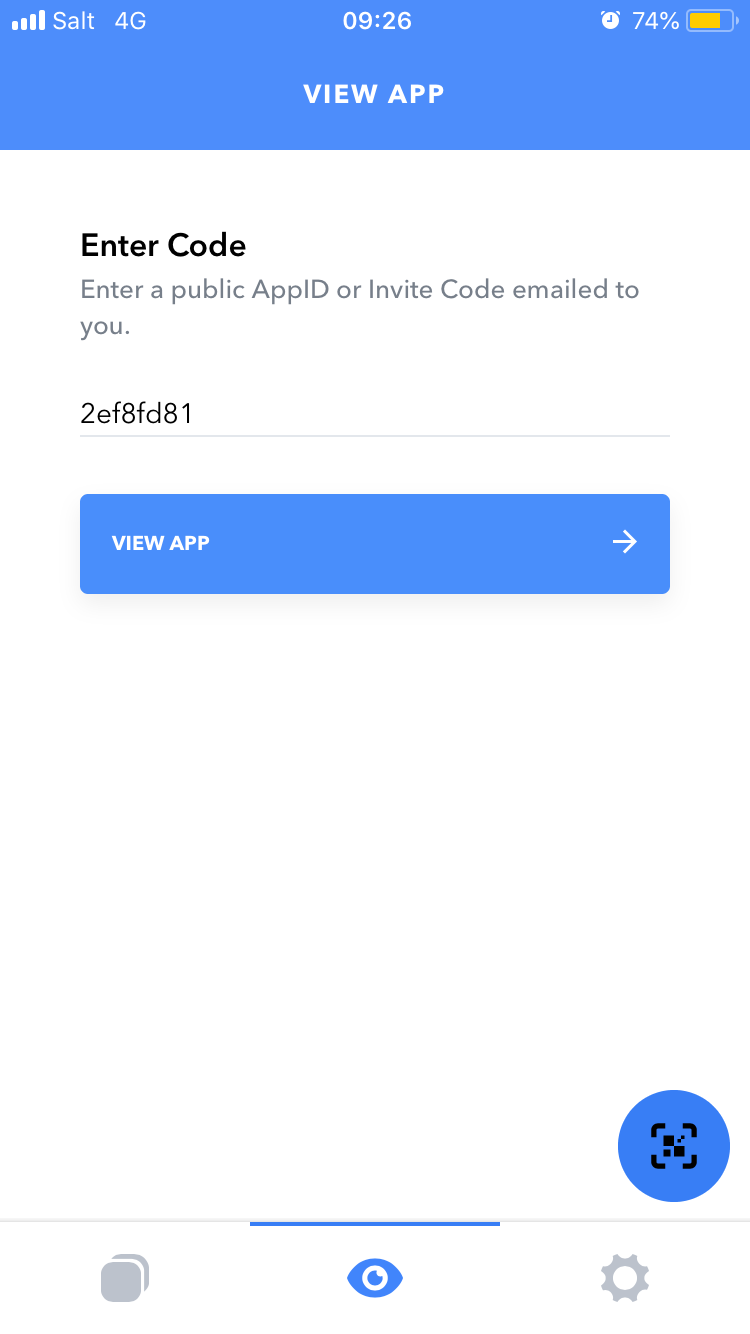 Salt 4G 09:26 74%
VIEW APP
Enter Code
Enter a public AppID or Invite Code emailed to
you.
2ef8fd81
VIEW APP